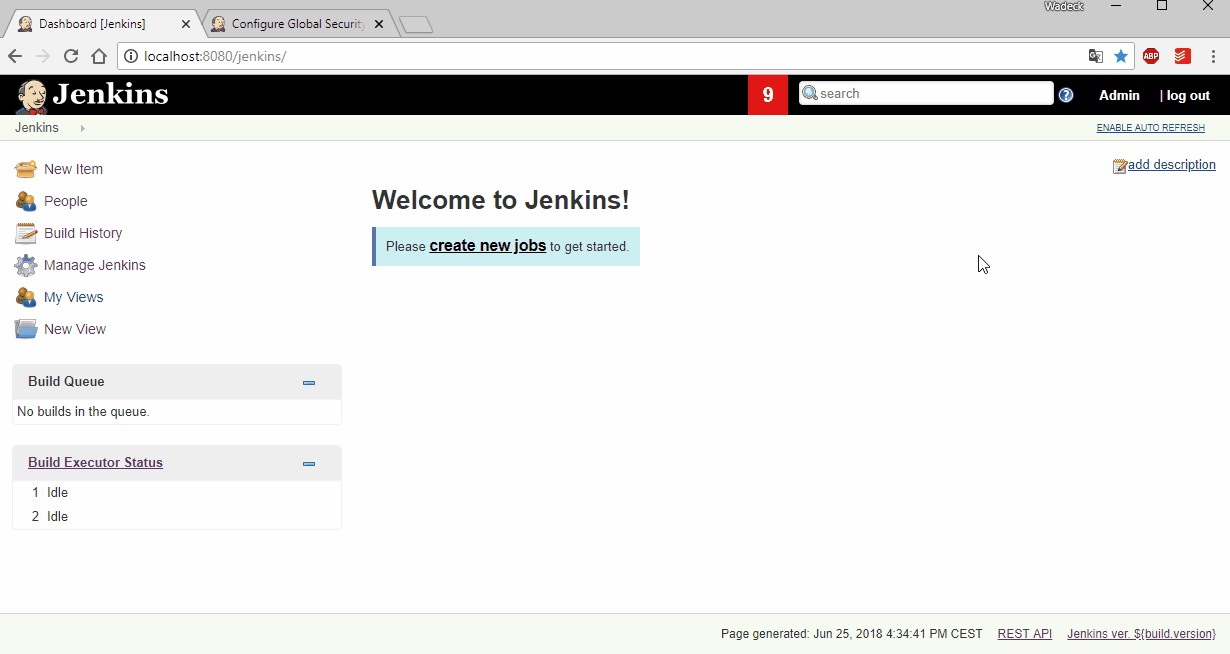 Wadeck
Dashboard [Jenkins]
Configure Global Security
localhost:8080/jenkins/
ABP
Jenkins
9
search
?
Admin
| log out
Jenkins
ENABLE AUTO REFRESH
add description
New Item
People
Build History
Manage Jenkins
My Views
New View
Welcome to Jenkins!
Please create new jobs to get started.
Build Queue
No builds in the queue.
Build Executor Status
1 Idle
2 Idle
Page generated: Jun 25, 2018 4:34:41 PM CEST REST API Jenkins ver. ${build.version}